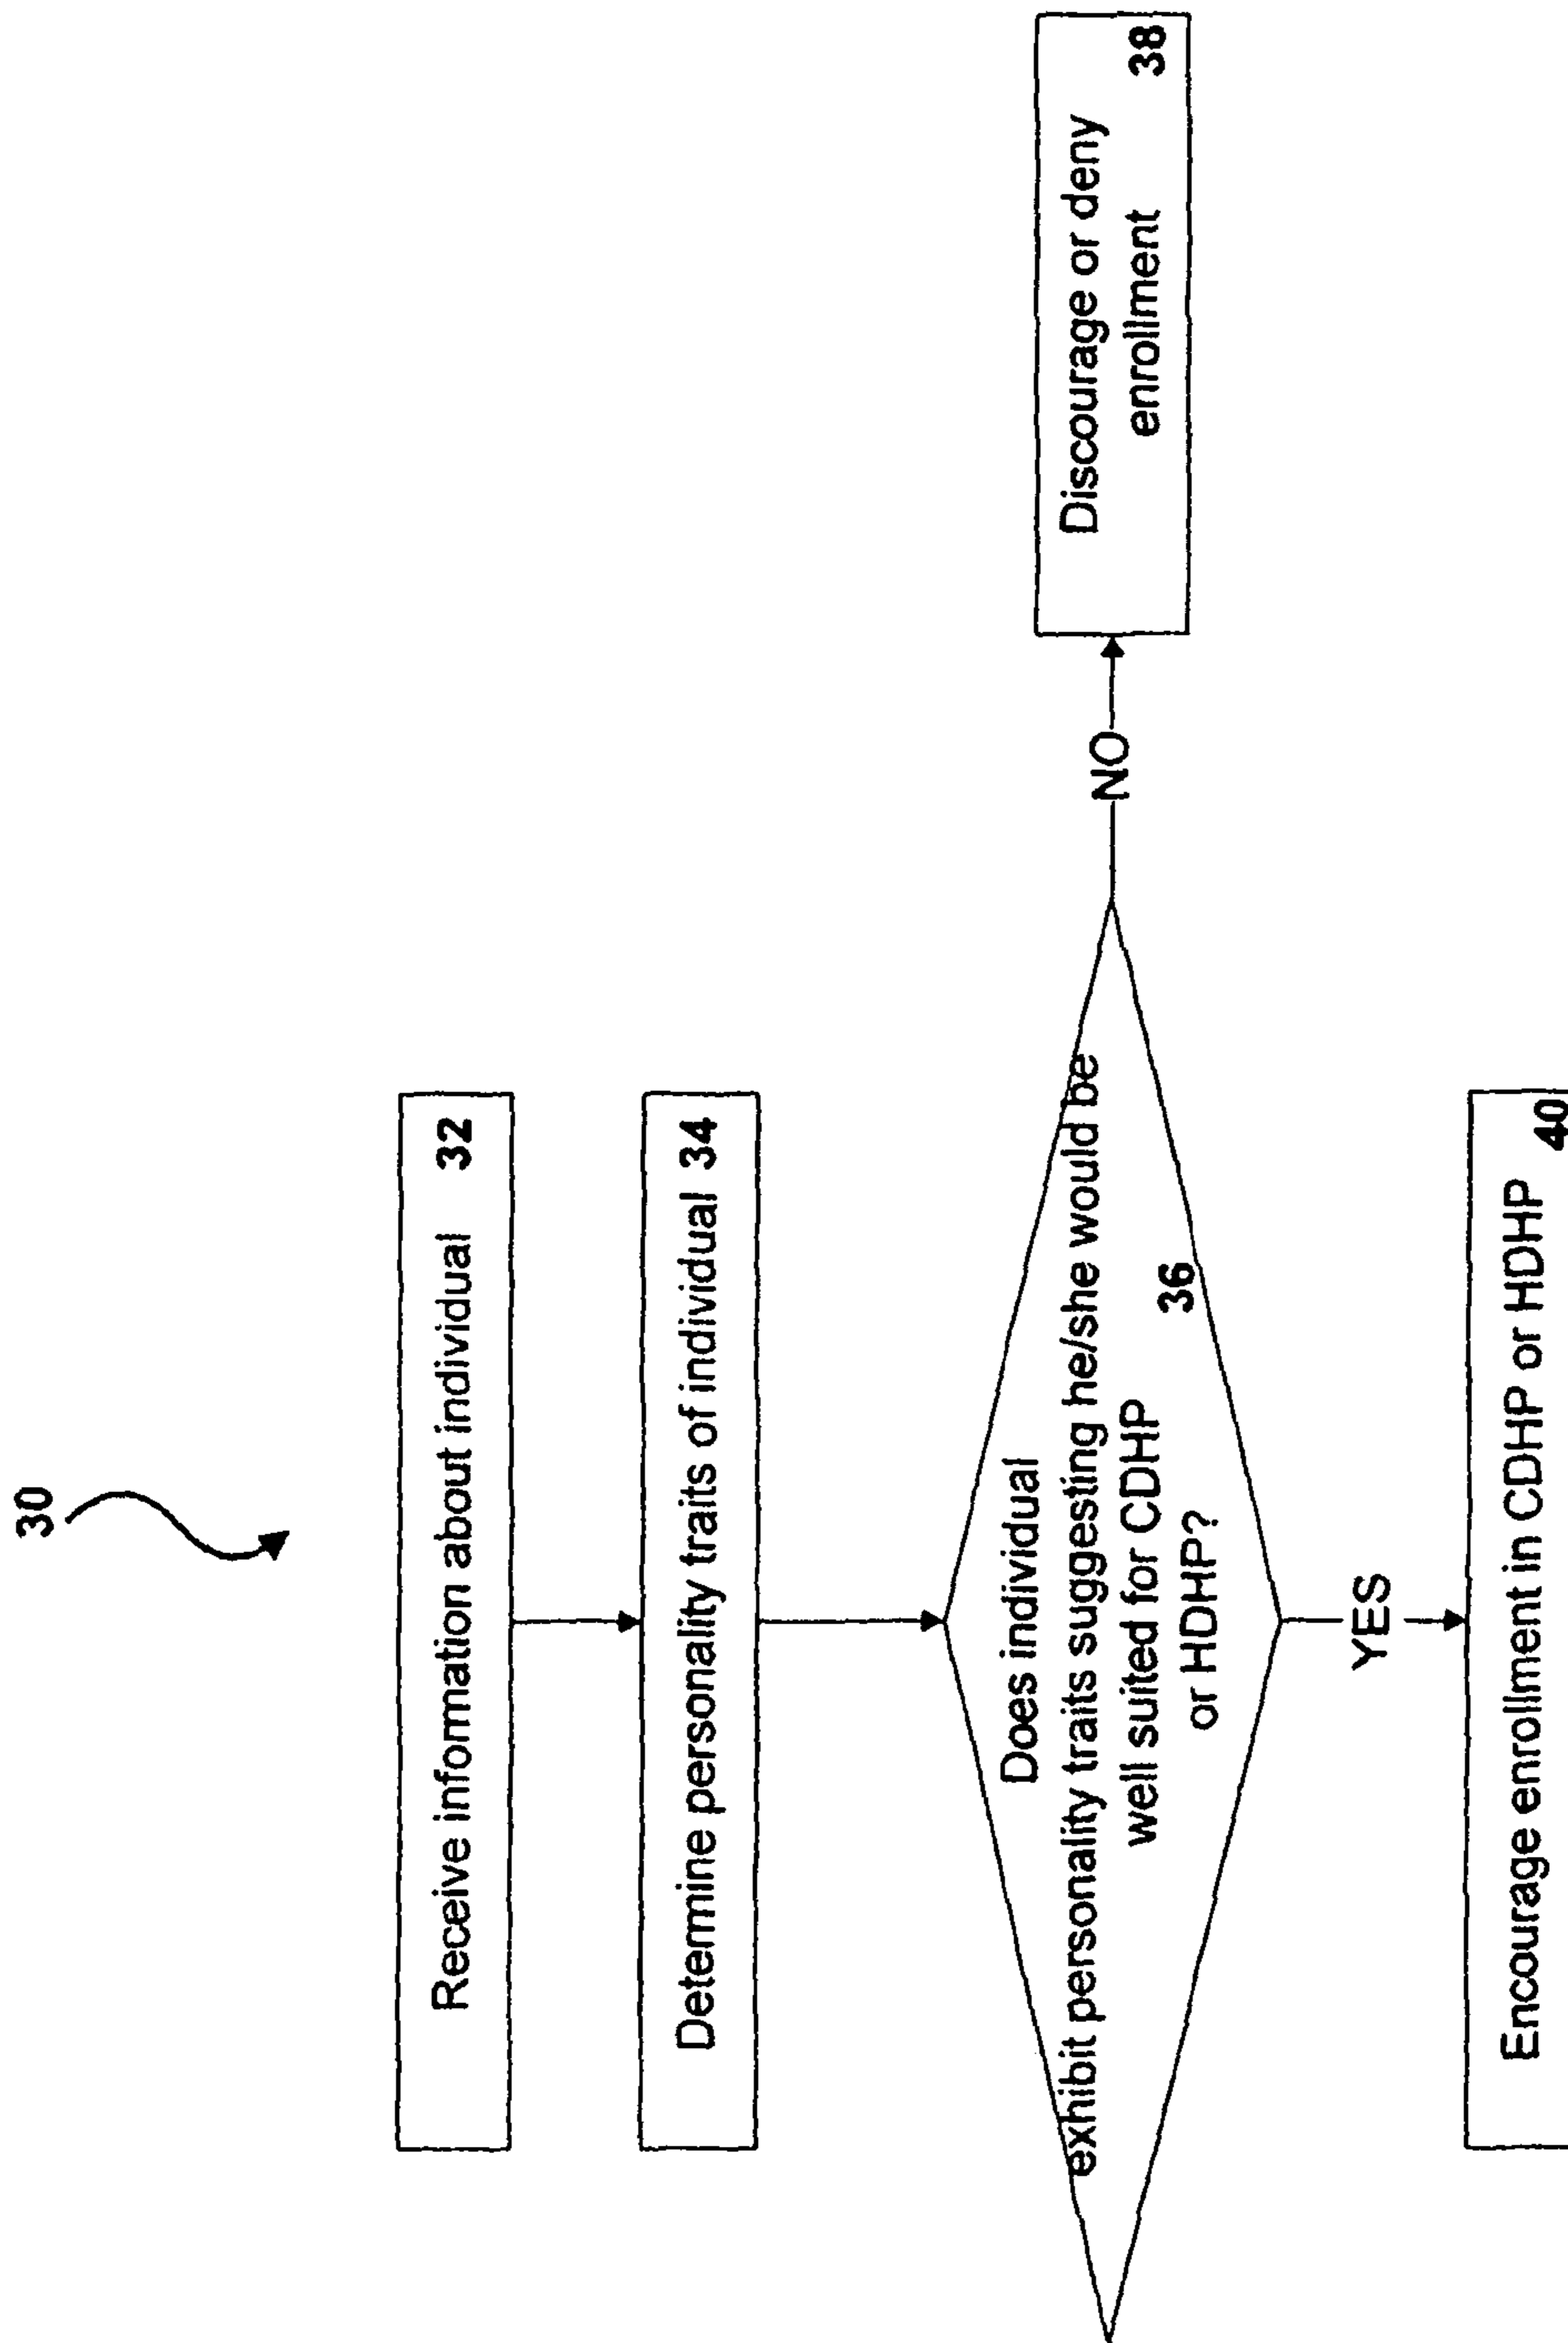 30
Receive information about individual 32
Determine personality traits of individual 34
Does individual
exhibit personality traits suggesting he/she would be
well suited for CDHP
or HDHP?
36
NO
Discourage or deny
enrollment
38
YES
Encourage enrollment in CDHP or HDHP
40